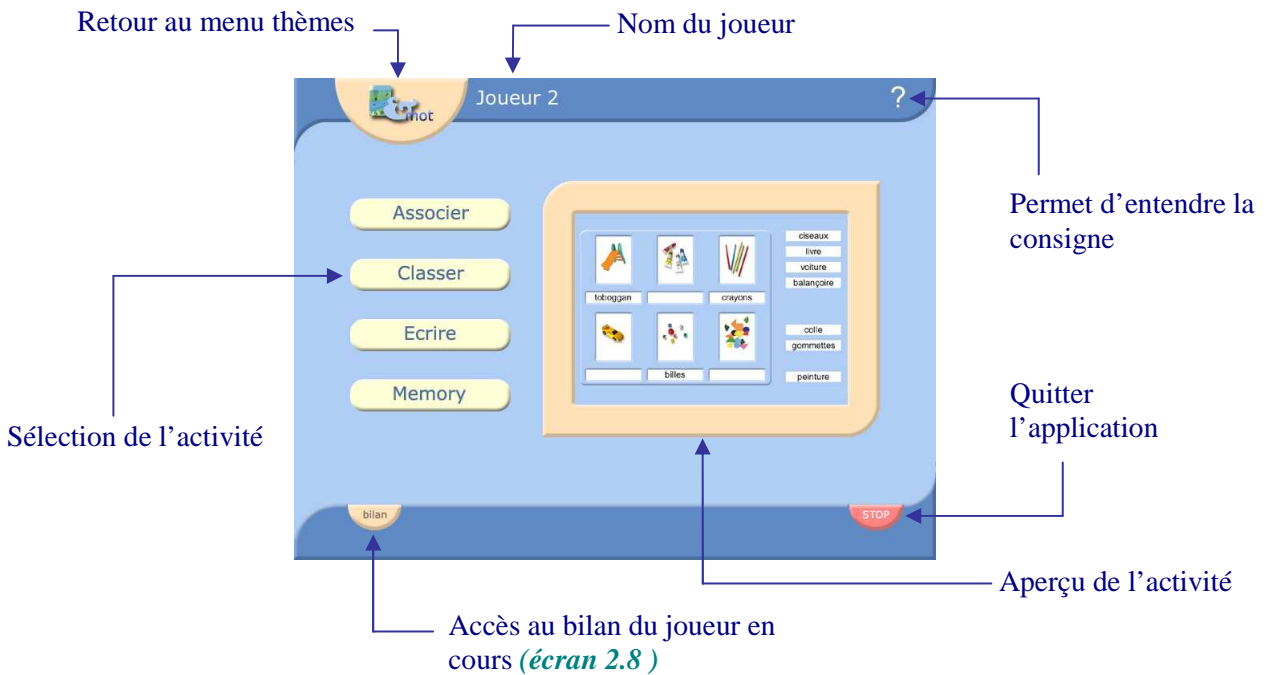 Retour au menu thèmes
Nom du joueur
mot
Joueur 2
?
Permet d'entendre la
consigne
Associer
Classer
Ecrire
Memory
ciseaux
livre
voiture
balançoire
toboggan
crayons
colle
gommettes
billes
peinture
Sélection de l'activité
Quitter
l'application
bilan
STOP
Aperçu de l'activité
Accès au bilan du joueur en
cours (écran 2.8 )